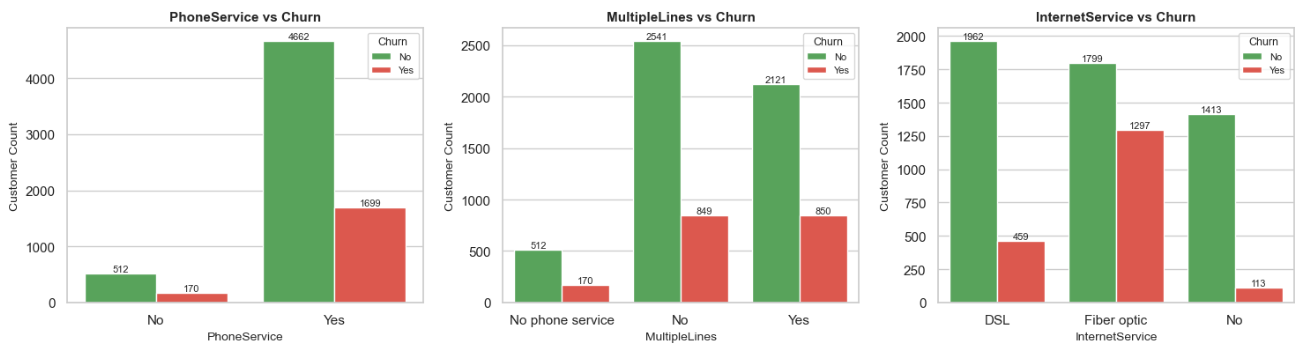 PhoneService vs Churn
4662
Churn
No
Yes
4000
3000
2000
1000
0
1699
512
170
Customer Count
No
Yes
PhoneService
MultipleLines vs Churn
2541
Churn
No
Yes
2500
2000
1500
1000
500
0
2121
849
850
512
170
Customer Count
No phone service
No
Yes
MultipleLines
InternetService vs Churn
1962
Churn
No
Yes
2000
1750
1500
1250
1000
750
500
250
0
1799
1413
1297
459
113
Customer Count
DSL
Fiber optic
No
InternetService